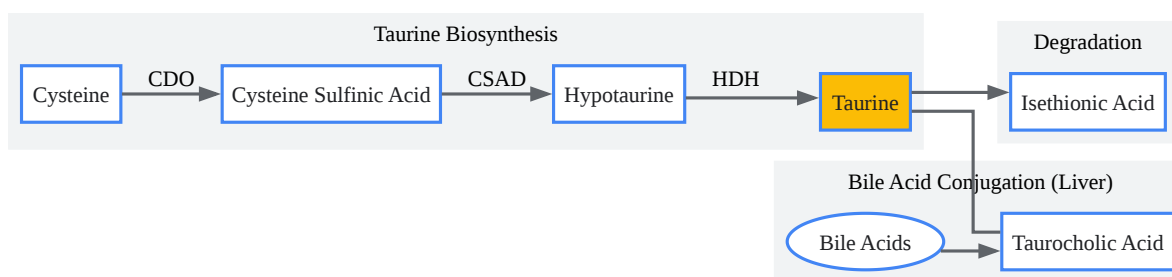 Taurine Biosynthesis
Degradation
Cysteine
CDO
Cysteine Sulfinic Acid
CSAD
Hypotaurine
HDH
Taurine
Isethionic Acid
Bile Acid Conjugation (Liver)
Bile Acids
Taurocholic Acid